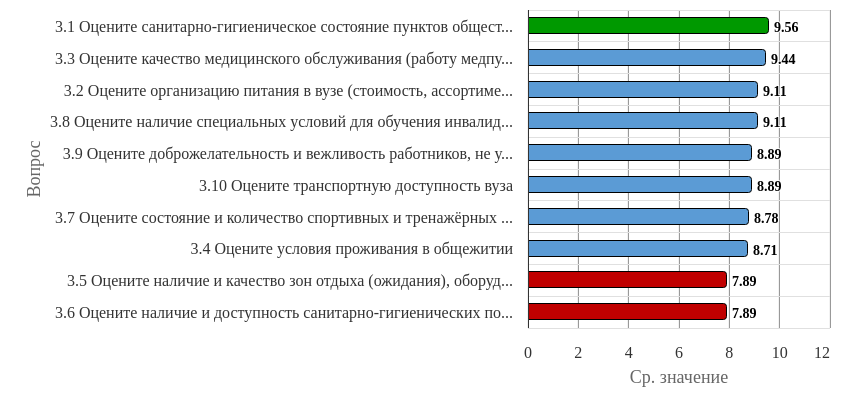 3.1 Оцените санитарно-гигиеническое состояние пунктов общест... 9.56
3.3 Оцените качество медицинского обслуживания (работу медпу... 9.44
3.2 Оцените организацию питания в вузе (стоимость, ассортиме... 9.11
3.8 Оцените наличие специальных условий для обучения инвалид... 9.11
3.9 Оцените доброжелательность и вежливость работников, не у... 8.89
3.10 Оцените транспортную доступность вуза 8.89
3.7 Оцените состояние и количество спортивных и тренажёрных ... 8.78
3.4 Оцените условия проживания в общежитии 8.71
3.5 Оцените наличие и качество зон отдыха (ожидания), оборуд... 7.89
3.6 Оцените наличие и доступность санитарно-гигиенических по... 7.89
Вопрос
0 2 4 6 8 10 12
Ср. значение